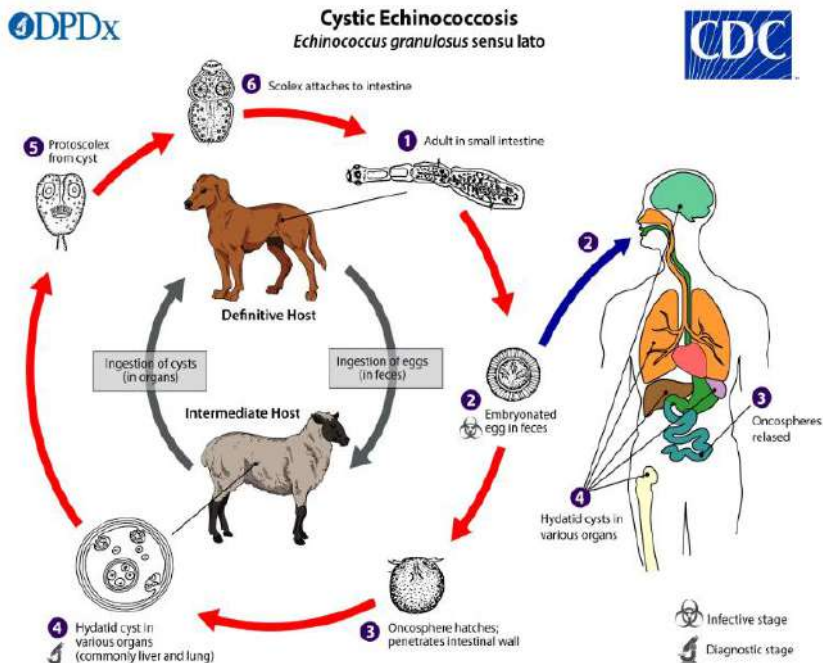 DPDx
Cystic Echinococcosis
Echinococcus granulosus sensu lato
CDC
6 Scolex attaches to intestine
5 Protoscolex
from cyst
1 Adult in small intestine
2
Definitive Host
Ingestion of cysts
(in organs)
Ingestion of eggs
(in feces)
Intermediate Host
2 Embryonated
egg in feces
3
Oncospheres
relased
4
Hydatid cysts in
various organs
4 Hydatid cyst in
various organs
(commonly liver and lung)
3 Oncosphere hatches;
penetrates intestinal wall
Infective stage
Diagnostic stage